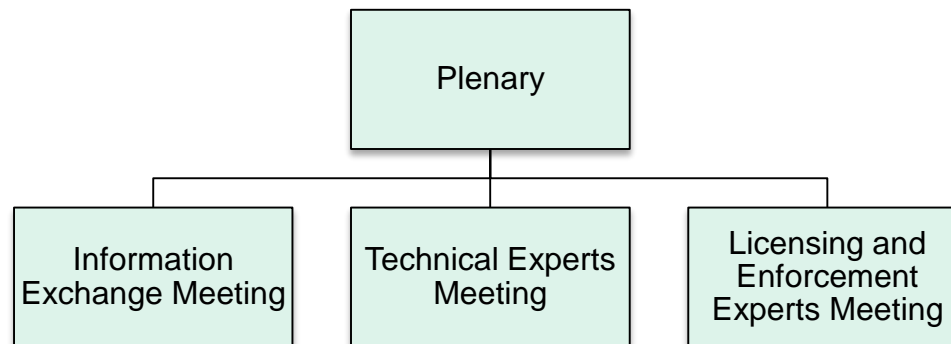 Plenary
Information
Exchange Meeting
Technical Experts
Meeting
Licensing and
Enforcement
Experts Meeting